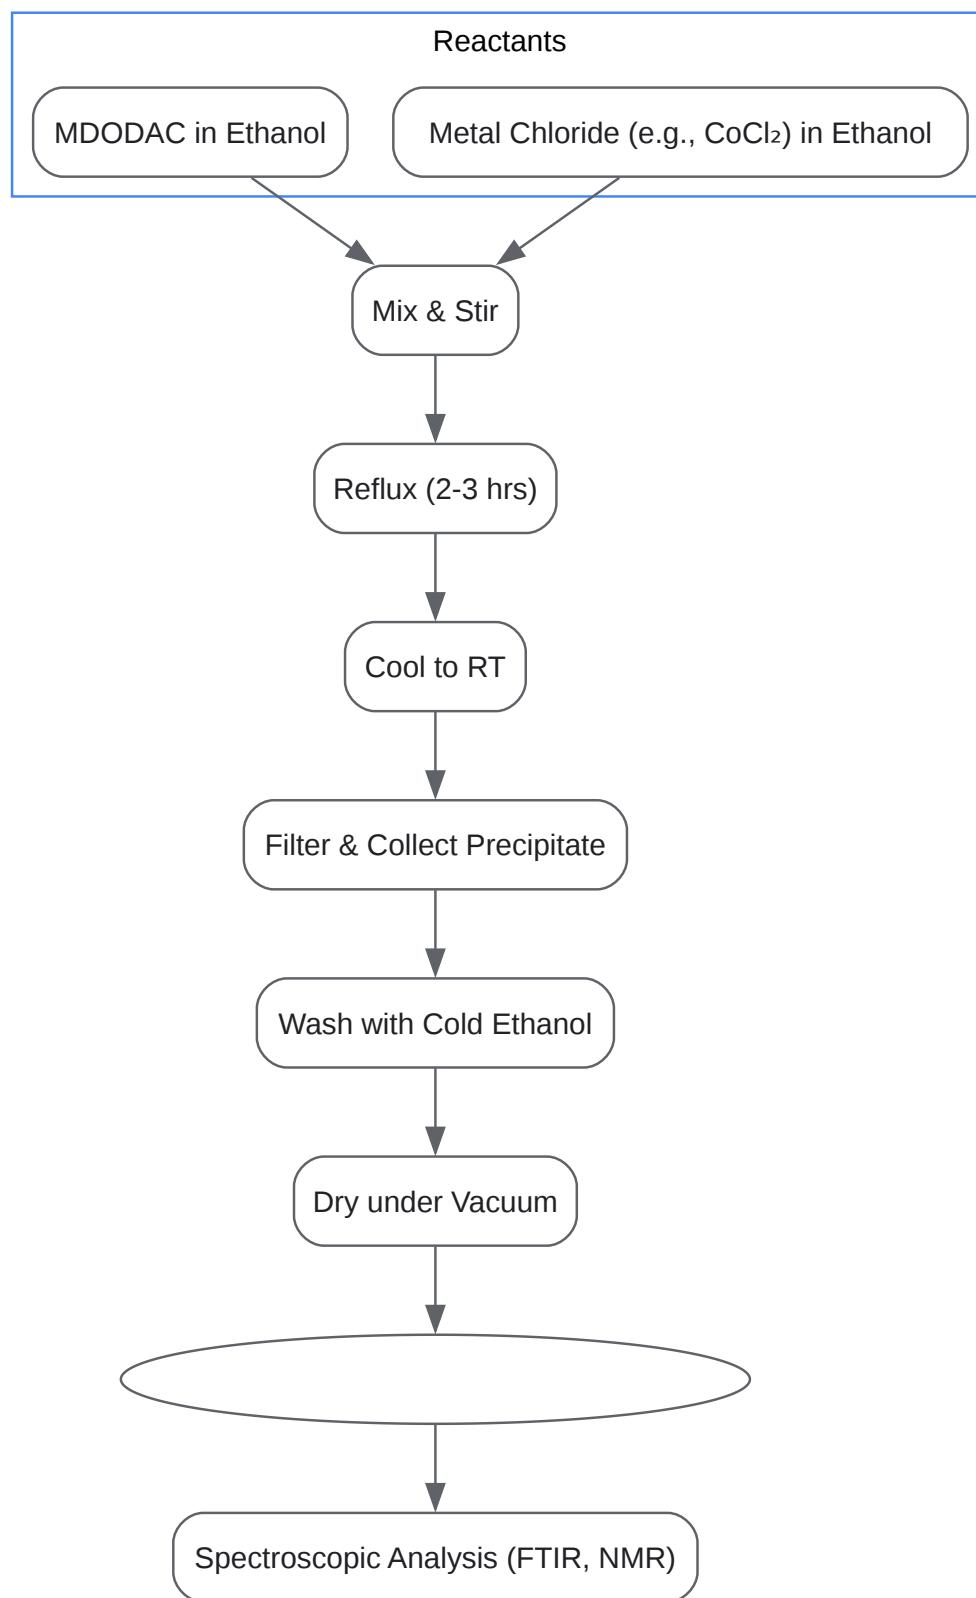 Reactants
MDODAC in Ethanol
Metal Chloride (e.g., CoCl₂) in Ethanol
Mix & Stir
Reflux (2-3 hrs)
Cool to RT
Filter & Collect Precipitate
Wash with Cold Ethanol
Dry under Vacuum
Spectroscopic Analysis (FTIR, NMR)